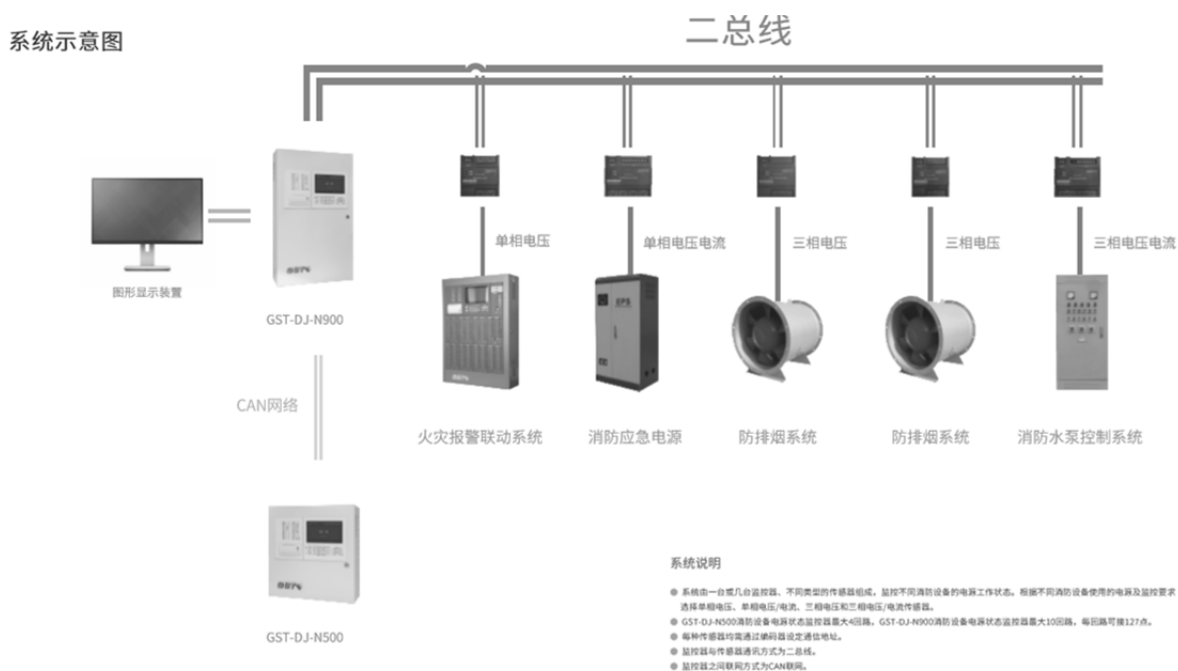 系统示意图
二总线
单相电压
单相电压电流
三相电压
三相电压
三相电压电流
图形显示装置
GST-DJ-N900
EPS
CAN网络
火灾报警联动系统
消防应急电源
防排烟系统
防排烟系统
消防水泵控制系统
GST-DJ-N500
系统说明
系统由一台或几台监控器、不同类型的传感器组成，监控不同消防设备的电源工作状态。根据不同消防设备使用的电源及监控要求
选择单相电压、单相电压/电流、三相电压和三相电压/电流传感器。
GST-DJ-N500消防设备电源状态监控器最大4回路，GST-DJ-N900消防设备电源状态监控器最大10回路，每回路可接127点。
每种传感器均需通过编码器设定通信地址。
监控器与传感器通讯方式为二总线。
监控器之间联网方式为CAN联网。